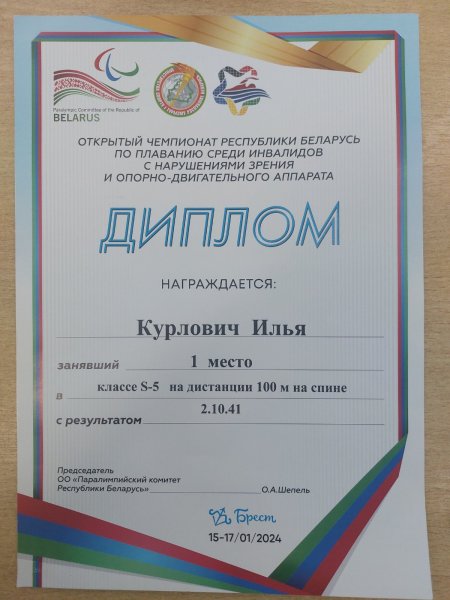 Paralympic Committee of the Republic of
BELARUS
ОТКРЫТЫЙ ЧЕМПИОНАТ РЕСПУБЛИКИ БЕЛАРУСЬ
ПО ПЛАВАНИЮ СРЕДИ ИНВАЛИДОВ
С НАРУШЕНИЯМИ ЗРЕНИЯ
И ОПОРНО-ДВИГАТЕЛЬНОГО АППАРАТА
ДИПЛОМ
НАГРАЖДАЕТСЯ:
Курлович Илья
занявший 1 место
в классе S-5 на дистанции 100 м на спине
с результатом 2.10.41
Председатель
ОО «Паралимпийский комитет
Республики Беларусь» О.А.Шепель
Брест
15-17/01/2024